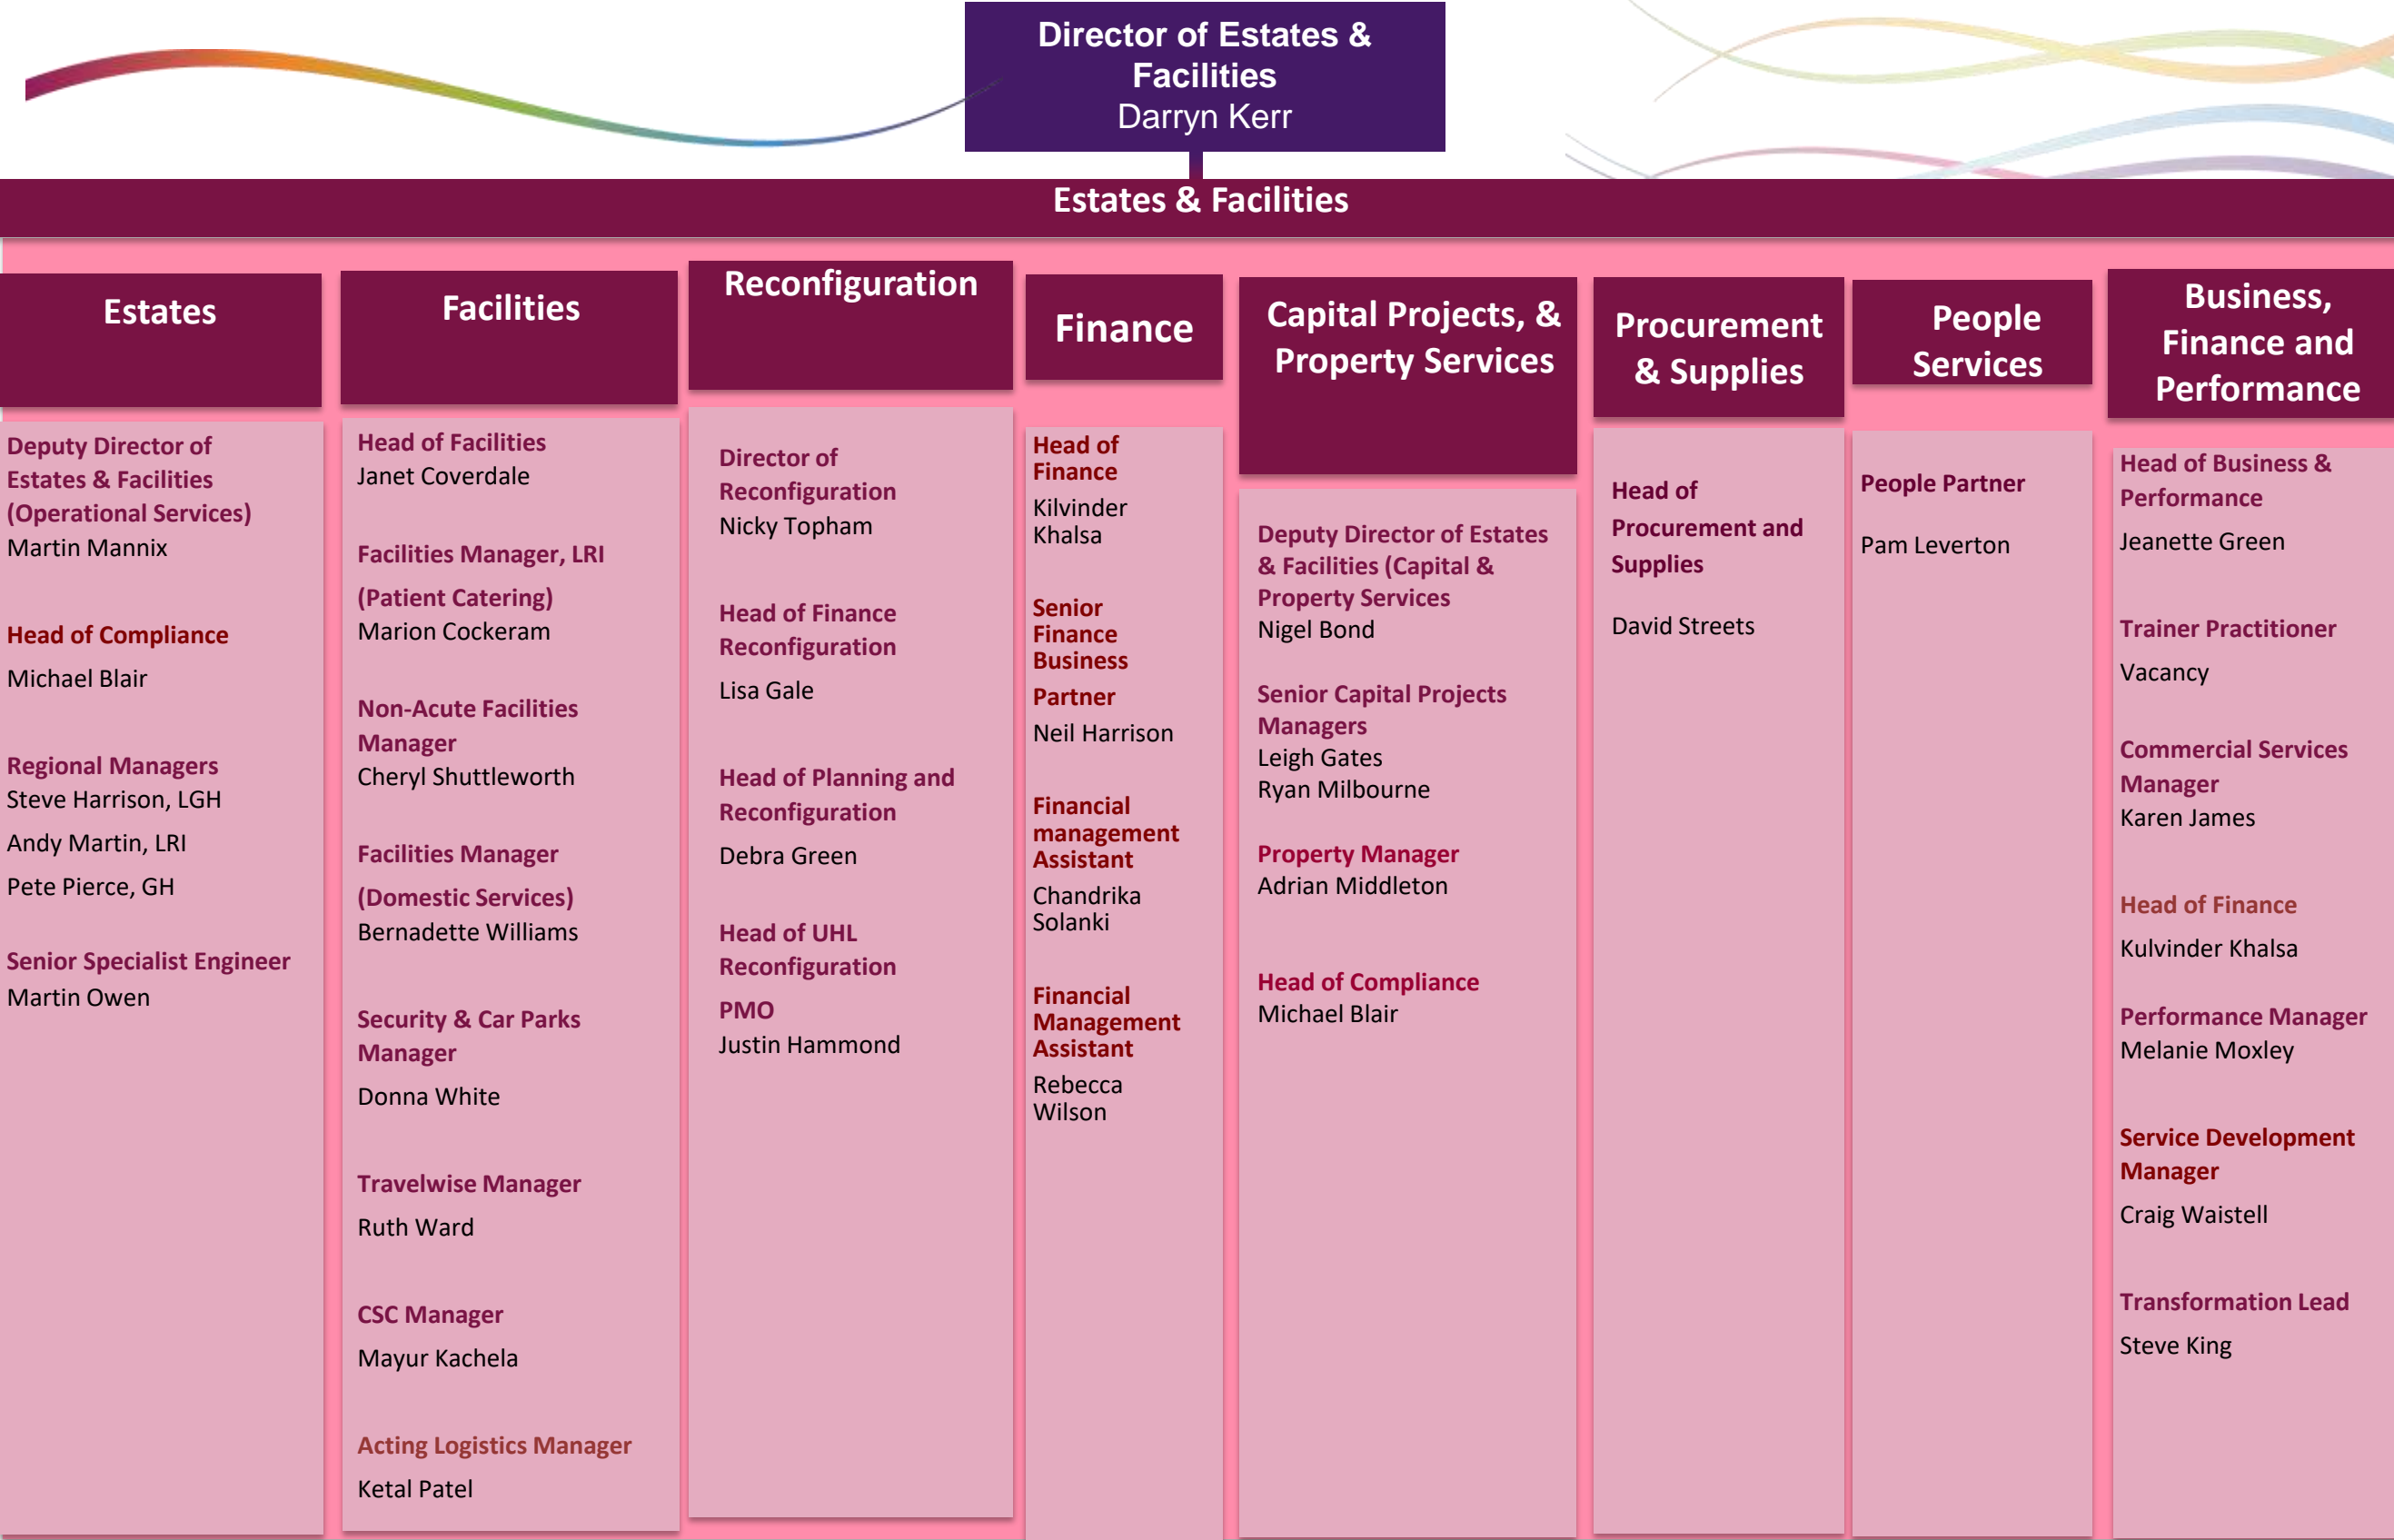 Director of Estates &
Facilities
Darryn Kerr
Estates & Facilities
Estates
Deputy Director of
Estates & Facilities
(Operational Services)
Martin Mannix
Head of Compliance
Michael Blair
Regional Managers
Steve Harrison, LGH
Andy Martin, LRI
Pete Pierce, GH
Senior Specialist Engineer
Martin Owen
Facilities
Head of Facilities
Janet Coverdale
Facilities Manager, LRI
(Patient Catering)
Marion Cockeram
Non-Acute Facilities
Manager
Cheryl Shuttleworth
Facilities Manager
(Domestic Services)
Bernadette Williams
Security & Car Parks
Manager
Donna White
Travelwise Manager
Ruth Ward
CSC Manager
Mayur Kachela
Acting Logistics Manager
Ketal Patel
Reconfiguration
Director of
Reconfiguration
Nicky Topham
Head of Finance
Reconfiguration
Lisa Gale
Head of Planning and
Reconfiguration
Debra Green
Head of UHL
Reconfiguration
PMO
Justin Hammond
Finance
Head of
Finance
Kilvinder
Khalsa
Senior
Finance
Business
Partner
Neil Harrison
Financial
management
Assistant
Chandrika
Solanki
Financial
Management
Assistant
Rebecca
Wilson
Capital Projects, &
Property Services
Deputy Director of Estates
& Facilities (Capital &
Property Services
Nigel Bond
Senior Capital Projects
Managers
Leigh Gates
Ryan Milbourne
Property Manager
Adrian Middleton
Head of Compliance
Michael Blair
Procurement
& Supplies
Head of
Procurement and
Supplies
David Streets
People
Services
People Partner
Pam Leverton
Business,
Finance and
Performance
Head of Business &
Performance
Jeanette Green
Trainer Practitioner
Vacancy
Commercial Services
Manager
Karen James
Head of Finance
Kulvinder Khalsa
Performance Manager
Melanie Moxley
Service Development
Manager
Craig Waistell
Transformation Lead
Steve King